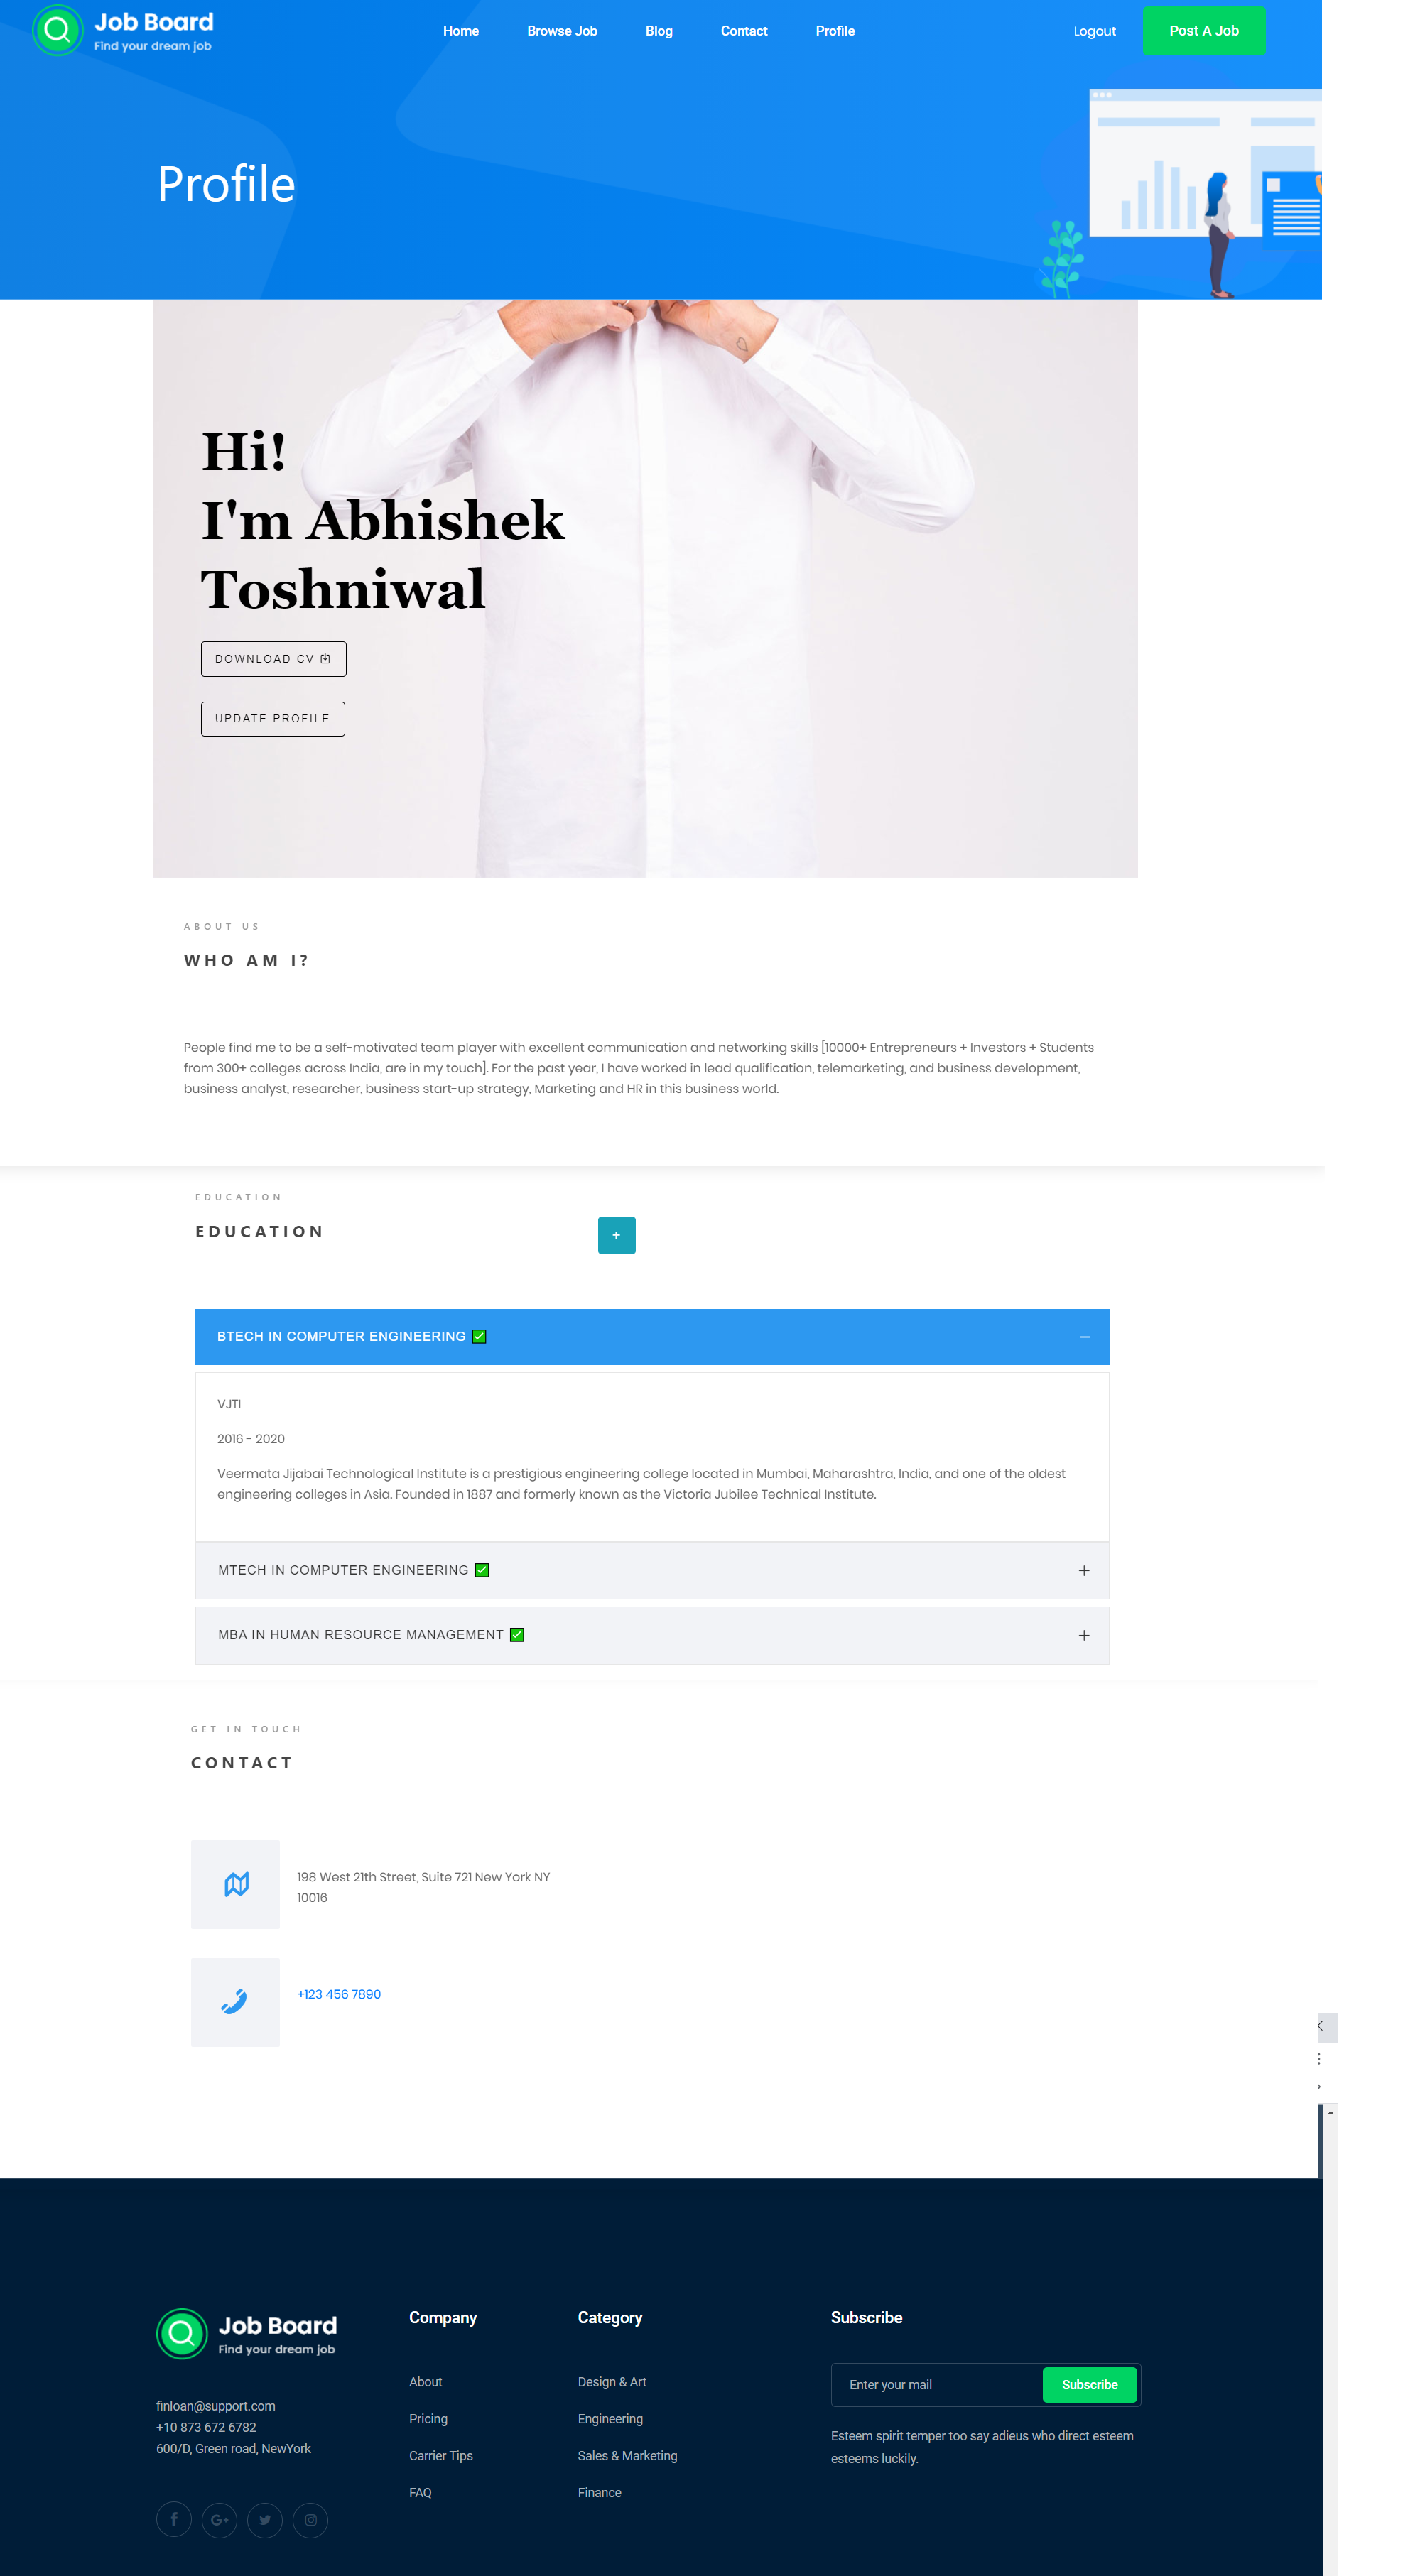 Job Board
Find your dream job
Home
Browse Job
Blog
Contact
Profile
Logout
Post A Job
Profile
Hi!
I'm Abhishek
Toshniwal
DOWNLOAD CV
UPDATE PROFILE
ABOUT US
WHO AM I?
People find me to be a self-motivated team player with excellent communication and networking skills [10000+ Entrepreneurs + Investors + Students
from 300+ colleges across India, are in my touch]. For the past year, I have worked in lead qualification, telemarketing, and business development,
business analyst, researcher, business start-up strategy, Marketing and HR in this business world.
EDUCATION
EDUCATION
+
BTECH IN COMPUTER ENGINEERING ✅
VJTI
2016 - 2020
Veermata Jijabai Technological Institute is a prestigious engineering college located in Mumbai, Maharashtra, India, and one of the oldest
engineering colleges in Asia. Founded in 1887 and formerly known as the Victoria Jubilee Technical Institute.
MTECH IN COMPUTER ENGINEERING ✅
MBA IN HUMAN RESOURCE MANAGEMENT ✅
GET IN TOUCH
CONTACT
198 West 21th Street, Suite 721 New York NY
10016
+123 456 7890
Job Board
Find your dream job
finloan@support.com
+10 873 672 6782
600/D, Green road, NewYork
Company
About
Pricing
Carrier Tips
FAQ
Category
Design & Art
Engineering
Sales & Marketing
Finance
Subscribe
Enter your mail
Subscribe
Esteem spirit temper too say adieus who direct esteem
esteems luckily.